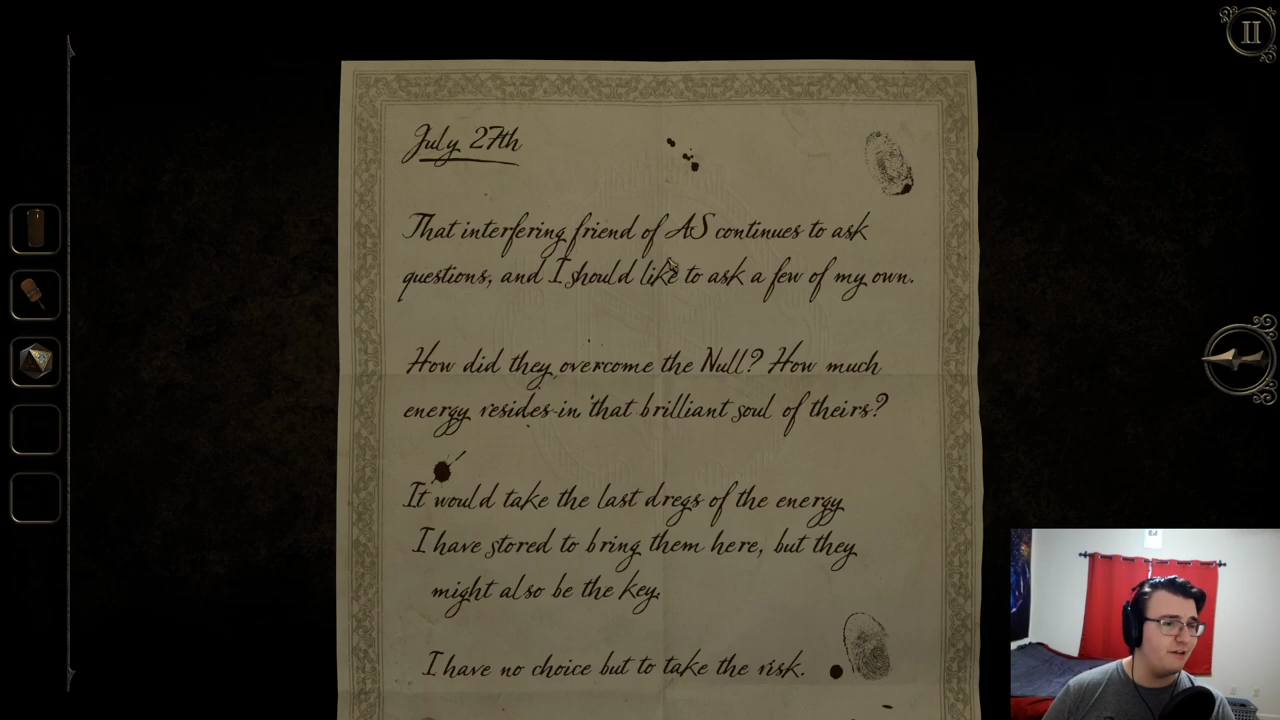 July 27th
That interfering friend of AS continues to ask
questions, and I should like to ask a few of my own.
How did they overcome the Null? How much
energy resides in that brilliant soul of theirs?
It would take the last dregs of the energy
I have stored to bring them here, but they
might also be the key.
I have no choice but to take the risk.